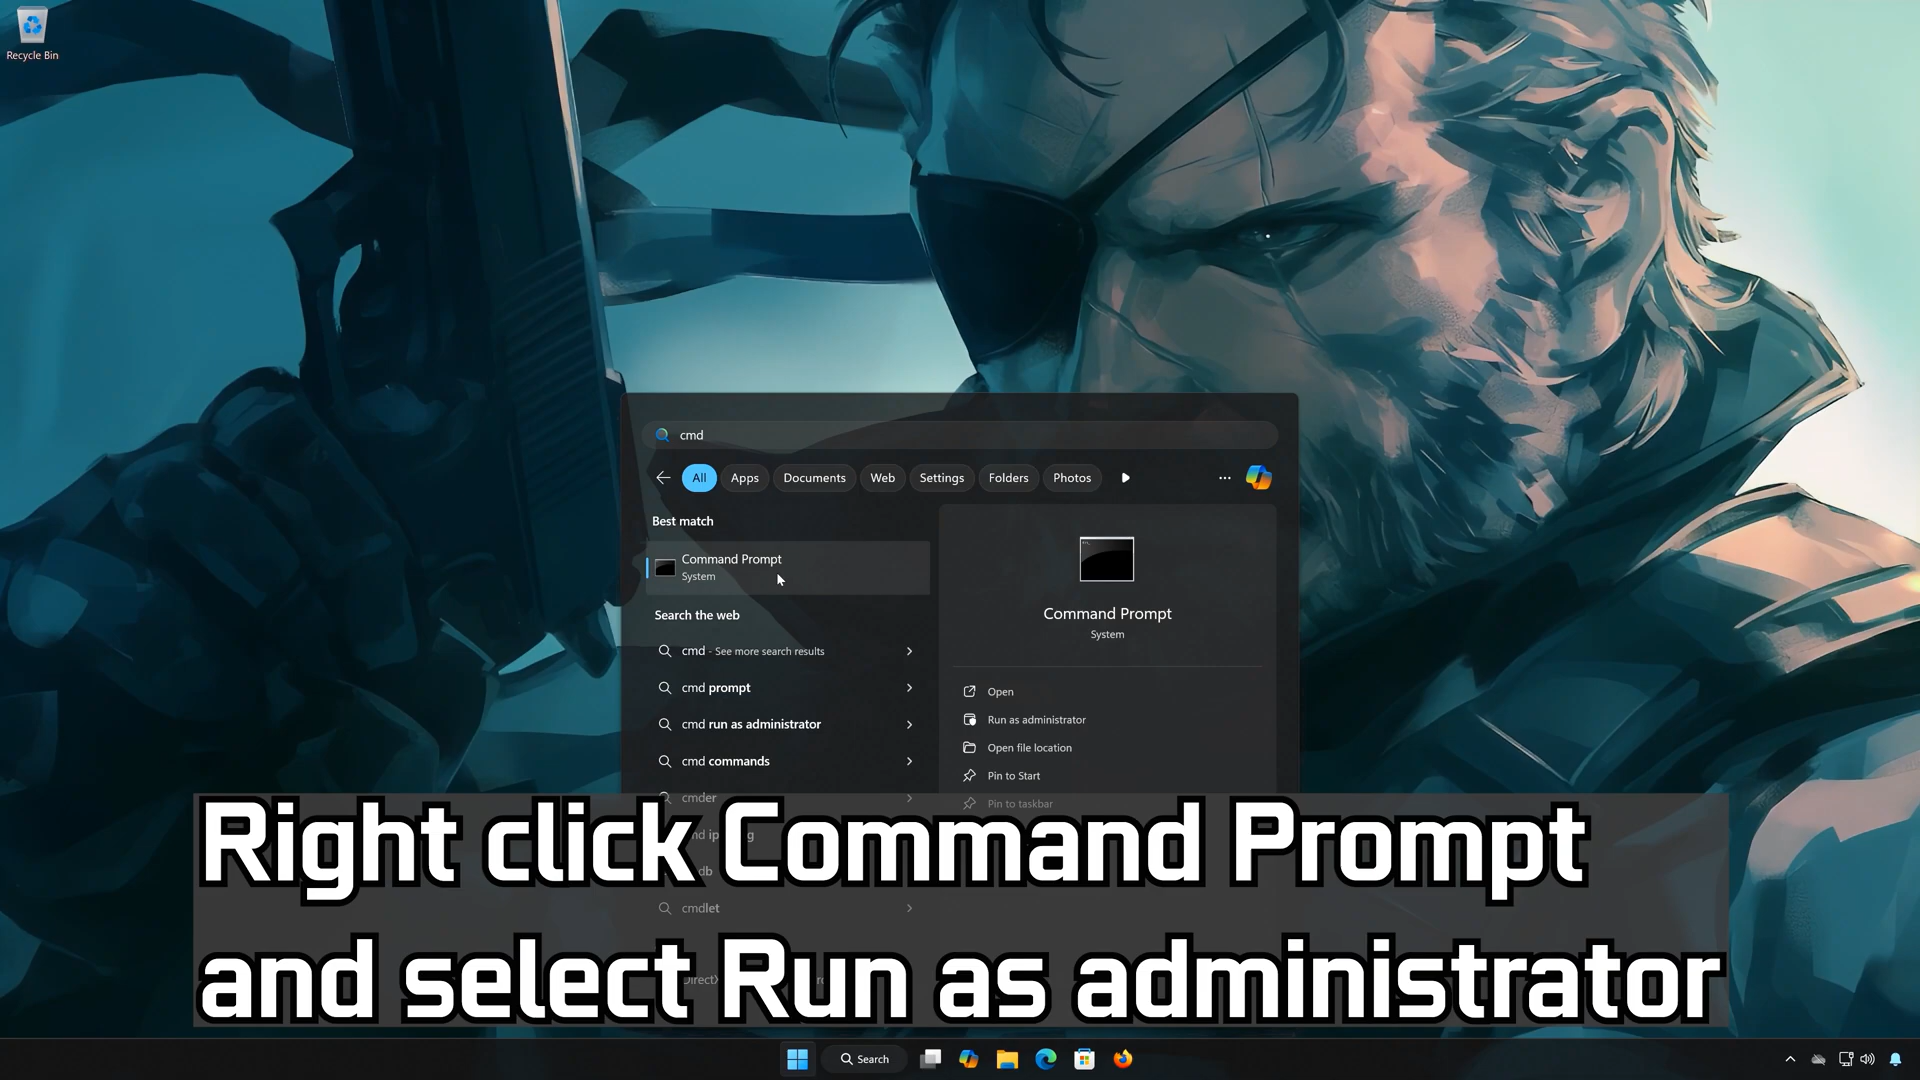 Recycle Bin
cmd
All Apps Documents Web Settings Folders Photos
Best match
Command Prompt
System
Search the web
cmd - See more search results
cmd prompt
cmd run as administrator
cmd commands
cmder
cmdlet
Command Prompt
System
Open
Run as administrator
Open file location
Pin to Start
Pin to taskbar
Right click Command Prompt
and select Run as administrator
Search